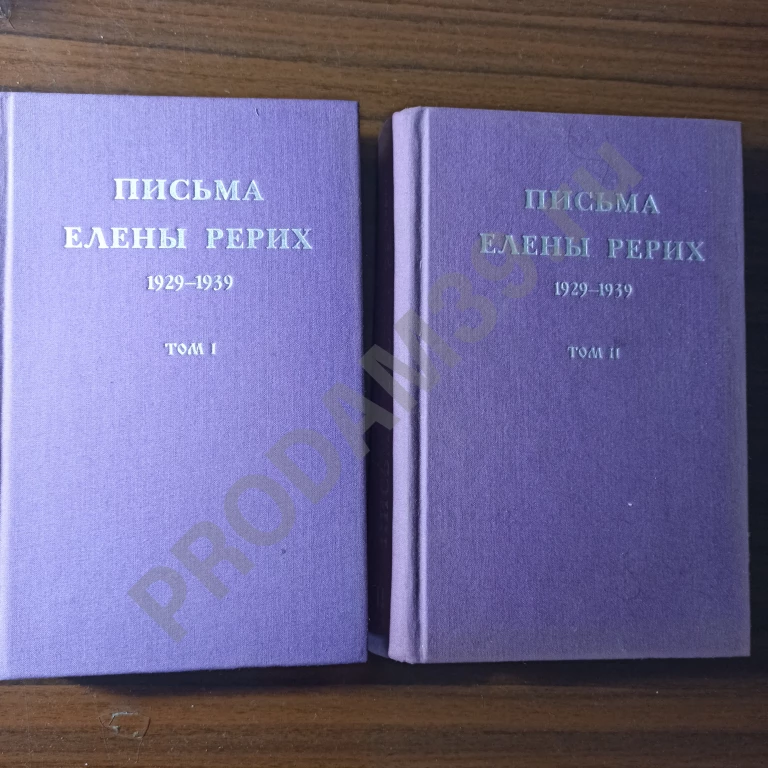 ПИСЬМА
ЕЛЕНЫ РЕРИХ
1929–1939
ТОМ I
ПИСЬМА
ЕЛЕНЫ РЕРИХ
1929–1939
ТОМ II
PRODAM39.ru